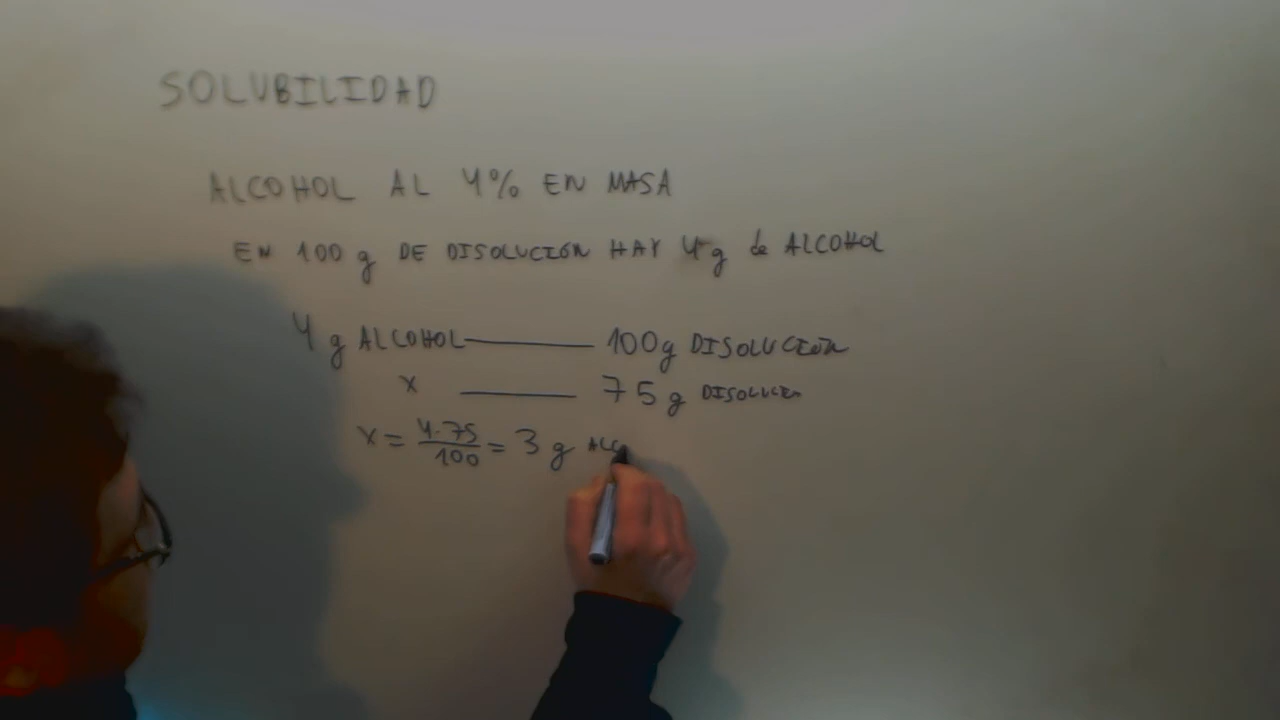 SOLUBILIDAD
ALCOHOL AL 4% EN MASA
EN 100 g DE DISOLUCIÓN HAY 4 g de ALCOHOL
4 g ALCOHOL — 100 g DISOLUCIÓN
x — 75 g DISOLUCIÓN
x = 4·75/100 = 3 g ALCO